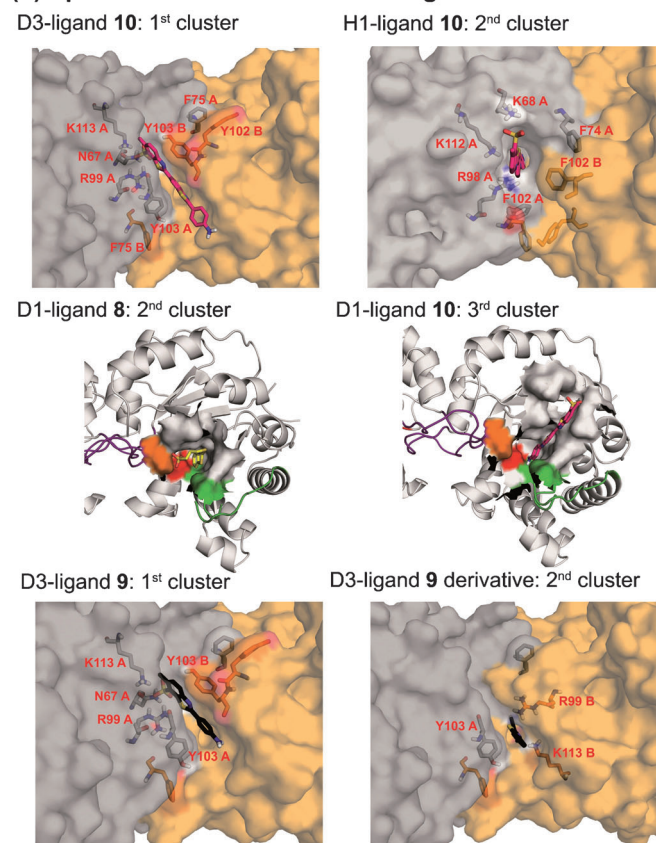 D3-ligand 10: 1st cluster
H1-ligand 10: 2nd cluster
F75 A
K113 A
Y103 B
Y102 B
N67 A
R99 A
Y103 A
F75 B
K68 A
F74 A
K112 A
F102 B
R98 A
F102 A
D1-ligand 8: 2nd cluster
D1-ligand 10: 3rd cluster
D3-ligand 9: 1st cluster
D3-ligand 9 derivative: 2nd cluster
K113 A
Y103 B
N67 A
R99 A
Y103 A
R99 B
Y103 A
K113 B